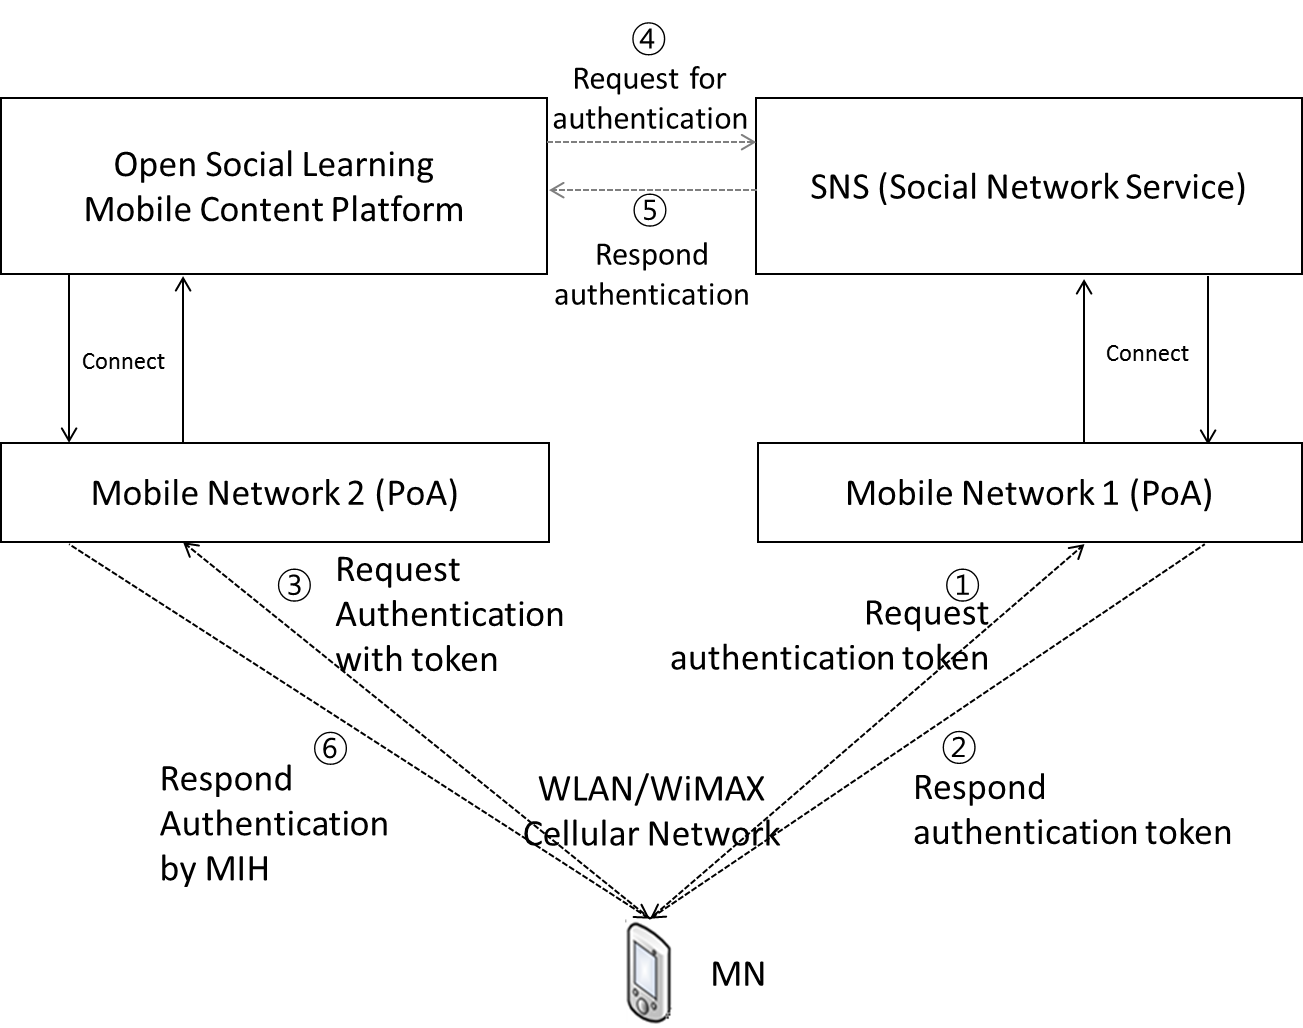 ④
Request for
authentication
Open Social Learning
Mobile Content Platform
SNS (Social Network Service)
⑤
Respond
authentication
Connect
Connect
Mobile Network 2 (PoA)
Mobile Network 1 (PoA)
③
Request
Authentication
with token
①
Request
authentication token
⑥
Respond
Authentication
by MIH
WLAN/WiMAX
Cellular Network
②
Respond
authentication token
MN